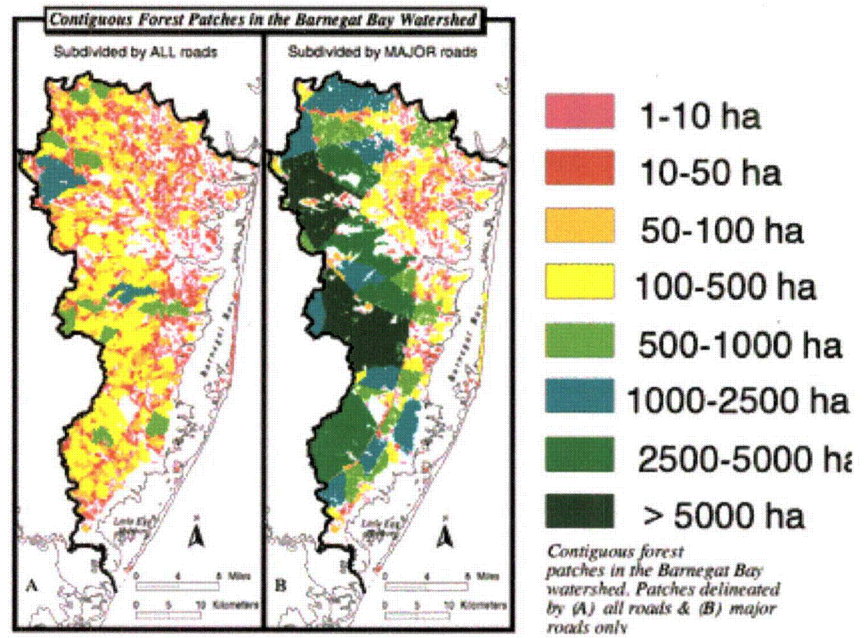 Contiguous Forest Patches in the Barnegat Bay Watershed
Subdivided by ALL roads
Subdivided by MAJOR roads
1-10 ha
10-50 ha
50-100 ha
100-500 ha
500-1000 ha
1000-2500 ha
2500-5000 ha
> 5000 ha
Barnegat Bay
Barnegat Bay
A
0 4 8 Miles
0 5 10 Kilometers
B
0 4 8 Miles
0 5 10 Kilometers
Contiguous forest
patches in the Barnegat Bay
watershed. Patches delineated
by (A) all roads & (B) major
roads only